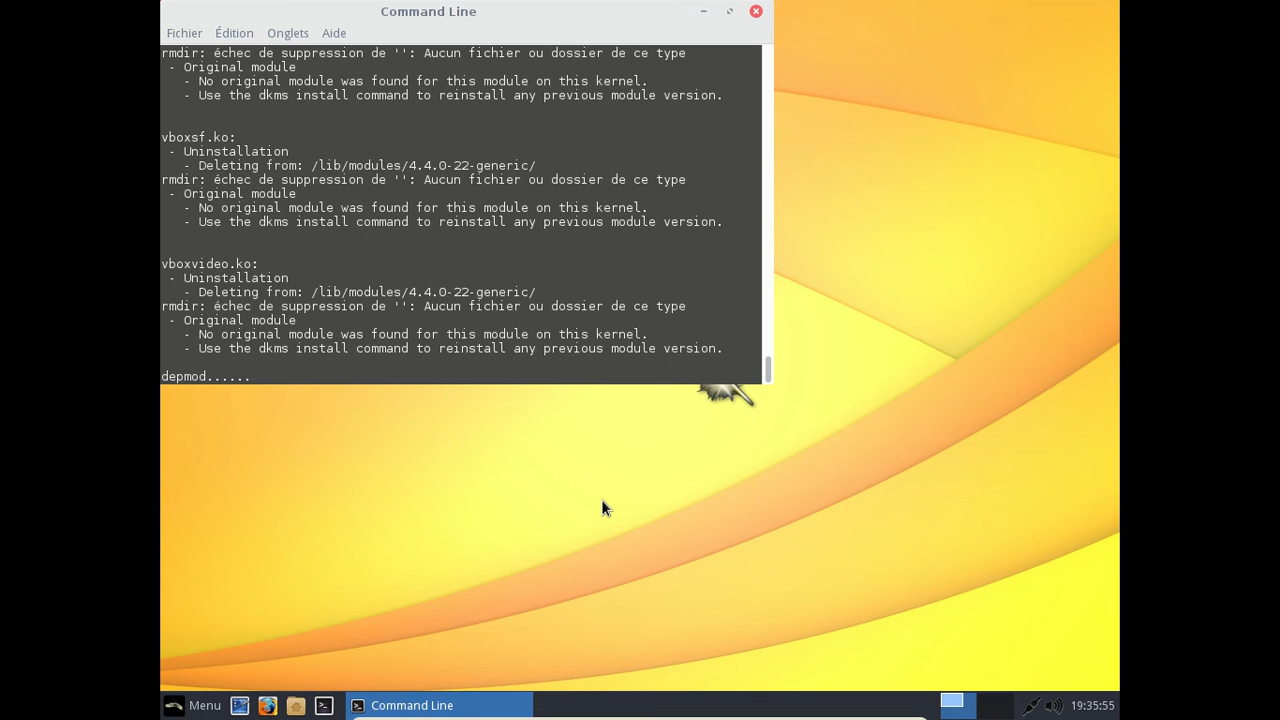 Command Line
Fichier Édition Onglets Aide
rmdir: échec de suppression de '': Aucun fichier ou dossier de ce type
- Original module
- No original module was found for this module on this kernel.
- Use the dkms install command to reinstall any previous module version.
vboxsf.ko:
- Uninstallation
- Deleting from: /lib/modules/4.4.0-22-generic/
rmdir: échec de suppression de '': Aucun fichier ou dossier de ce type
- Original module
- No original module was found for this module on this kernel.
- Use the dkms install command to reinstall any previous module version.
vboxvideo.ko:
- Uninstallation
- Deleting from: /lib/modules/4.4.0-22-generic/
rmdir: échec de suppression de '': Aucun fichier ou dossier de ce type
- Original module
- No original module was found for this module on this kernel.
- Use the dkms install command to reinstall any previous module version.
depmod......
Menu Command Line 19:35:55